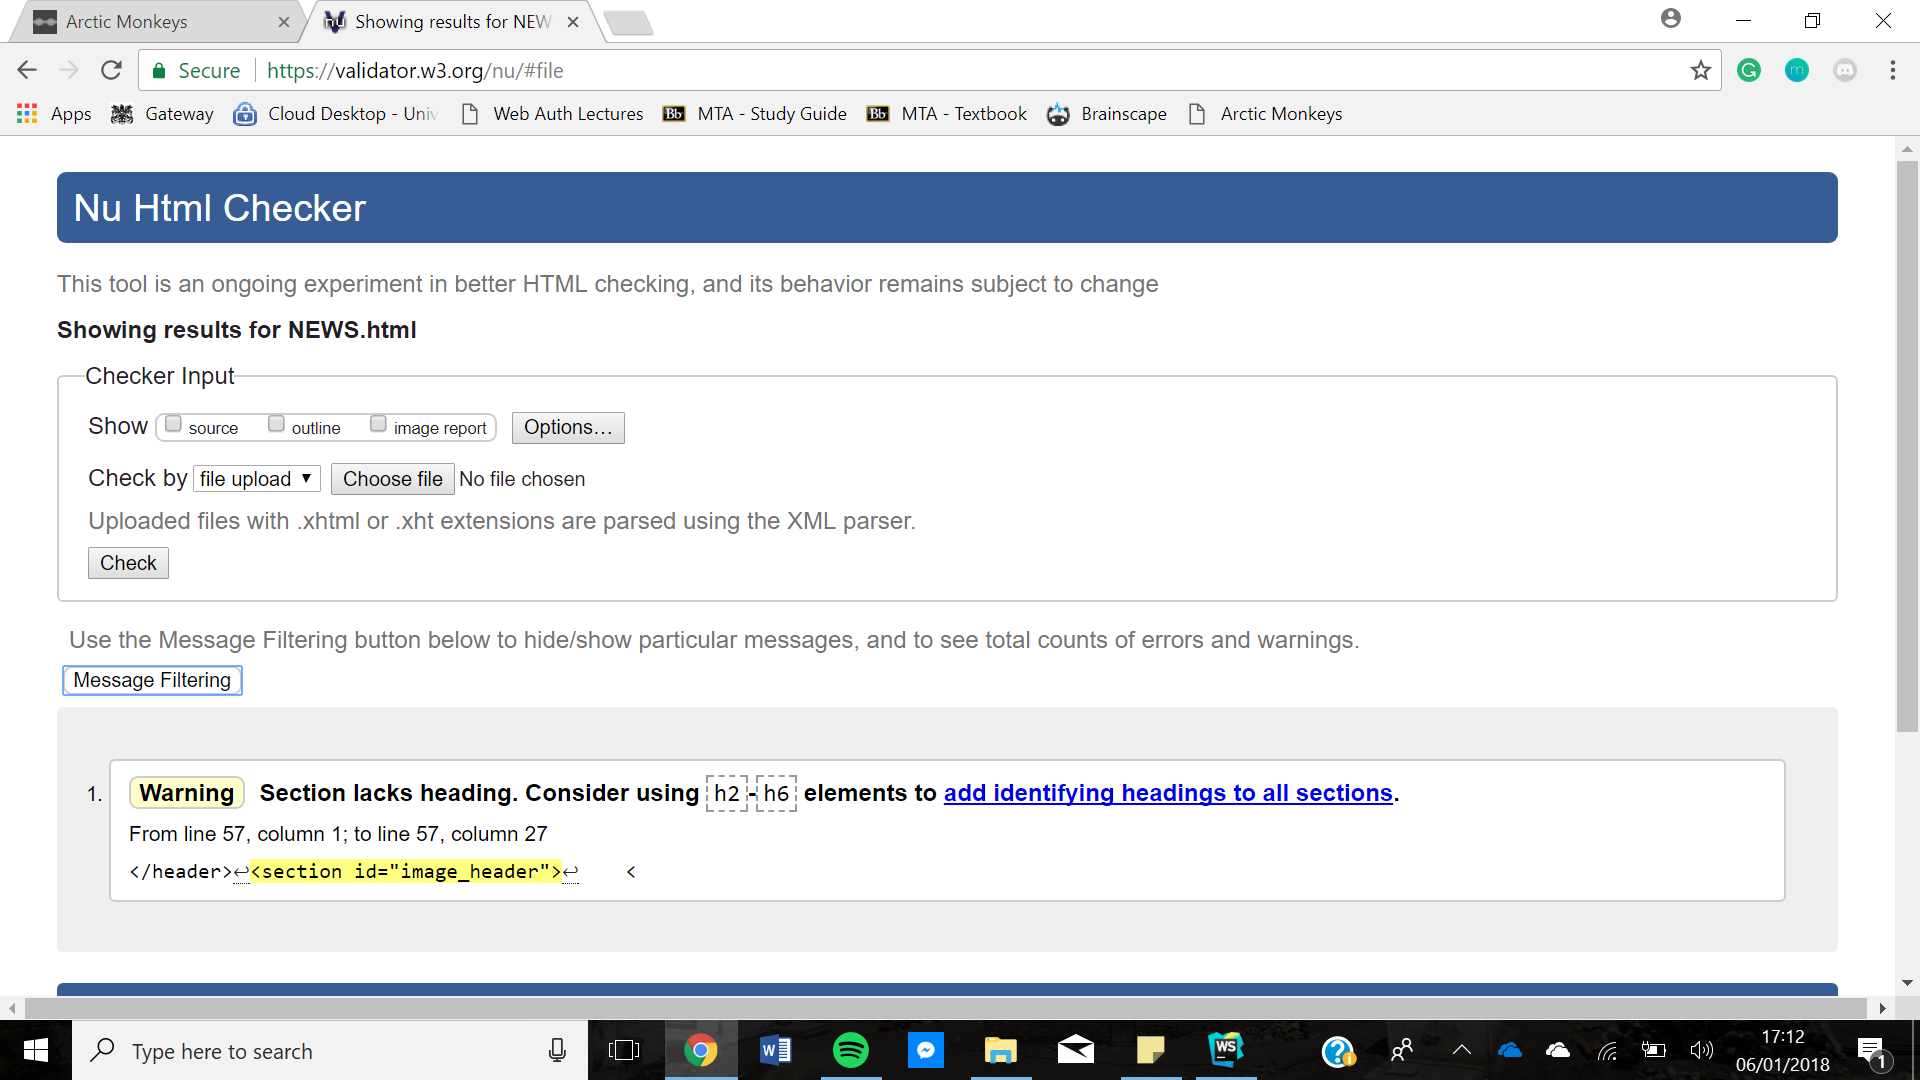 Arctic Monkeys
Showing results for NEW
Secure https://validator.w3.org/nu/#file
Apps Gateway Cloud Desktop - Univ Web Auth Lectures Bb MTA - Study Guide Bb MTA - Textbook Brainscape Arctic Monkeys
Nu Html Checker
This tool is an ongoing experiment in better HTML checking, and its behavior remains subject to change
Showing results for NEWS.html
Checker Input
Show source outline image report Options...
Check by file upload Choose file No file chosen
Uploaded files with .xhtml or .xht extensions are parsed using the XML parser.
Check
Use the Message Filtering button below to hide/show particular messages, and to see total counts of errors and warnings.
Message Filtering
1. Warning Section lacks heading. Consider using h2-h6 elements to add identifying headings to all sections.
From line 57, column 1; to line 57, column 27
</header>↩<section id="image_header">↩ <
Type here to search
WS
17:12
06/01/2018
1